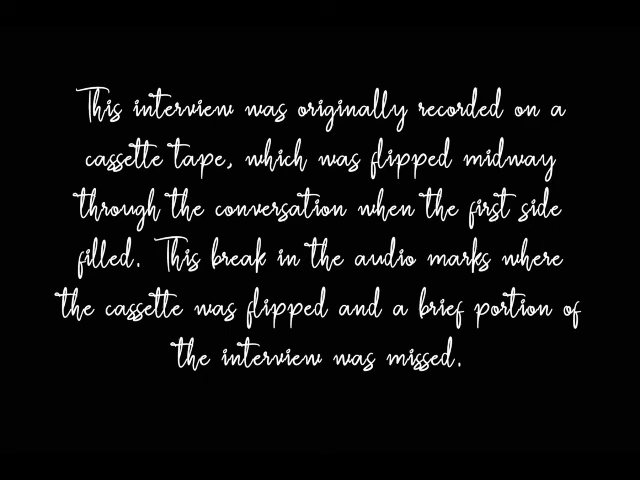 This interview was originally recorded on a
cassette tape, which was flipped midway
through the conversation when the first side
filled. This break in the audio marks where
the cassette was flipped and a brief portion of
the interview was missed.